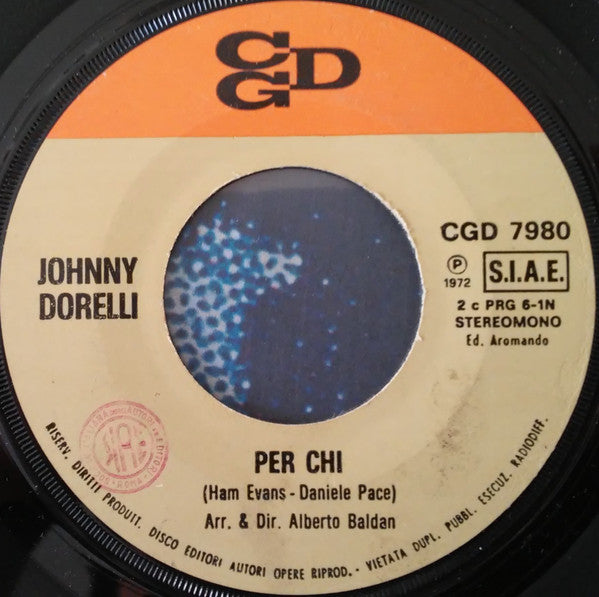 CGD
JOHNNY
DORELLI
CGD 7980
℗
1972
S.I.A.E.
2 c PRG 6-1N
STEREOMONO
Ed. Aromando
PER CHI
(Ham Evans - Daniele Pace)
Arr. & Dir. Alberto Baldan
RISERV. DIRITTI PRODUTT. DISCO EDITORI AUTORI OPERE RIPROD. - VIETATA DUPL. PUBBL. ESECUZ. RADIODIFF.